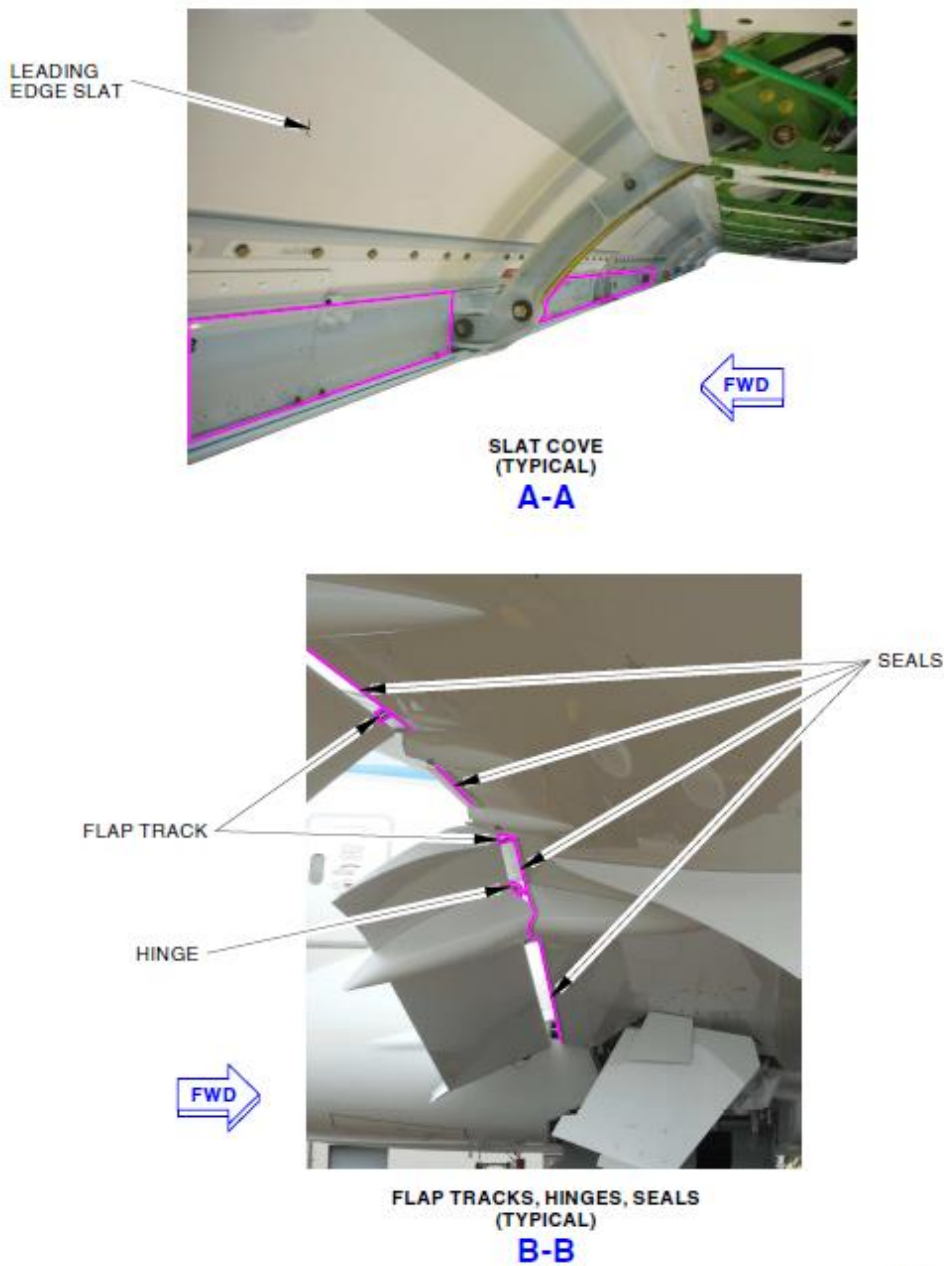 LEADING
EDGE SLAT
FWD
SLAT COVE
(TYPICAL)
A-A
SEALS
FLAP TRACK
HINGE
FWD
FLAP TRACKS, HINGES, SEALS
(TYPICAL)
B-B